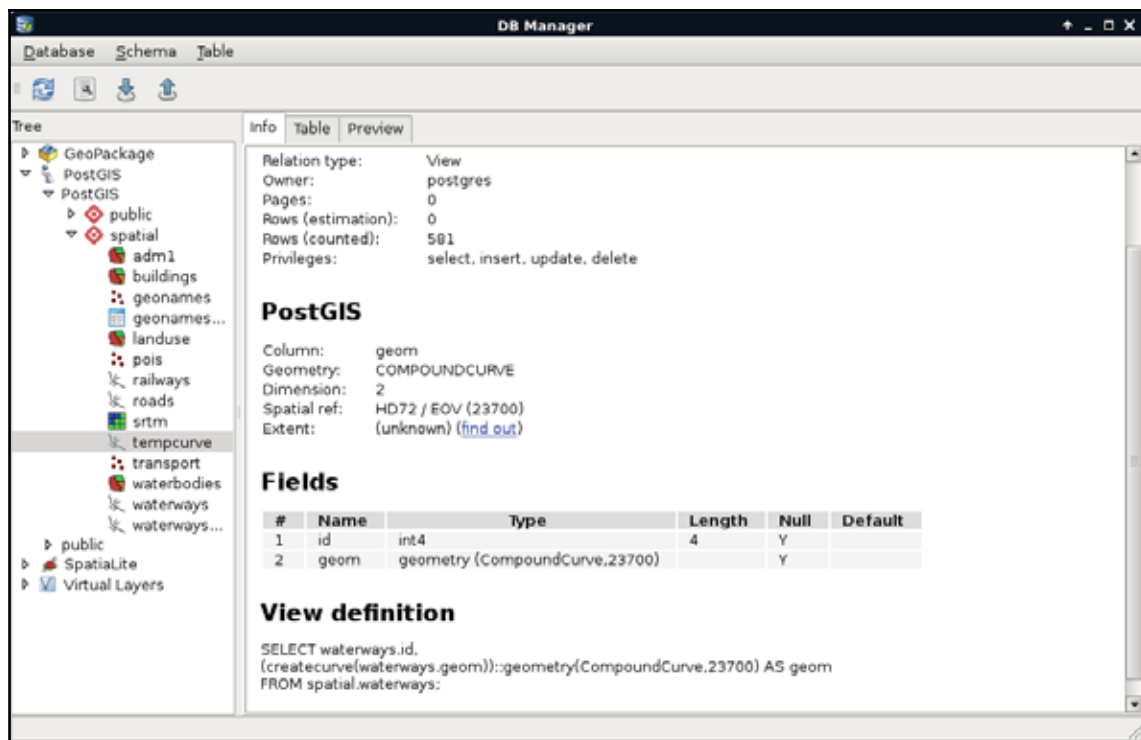 DB Manager
Database Schema Table
Tree
GeoPackage
PostGIS
PostGIS
public
spatial
adm1
buildings
geonames
geonames...
landuse
pois
railways
roads
srtm
tempcurve
transport
waterbodies
waterways
waterways...
public
SpatiaLite
Virtual Layers
Info Table Preview
Relation type: View
Owner: postgres
Pages: 0
Rows (estimation): 0
Rows (counted): 581
Privileges: select, insert, update, delete
PostGIS
Column: geom
Geometry: COMPOUNDCURVE
Dimension: 2
Spatial ref: HD72 / EOV (23700)
Extent: (unknown) (find out)
Fields
# Name Type Length Null Default
1 id int4 4 Y
2 geom geometry (CompoundCurve,23700) Y
View definition
SELECT waterways.id,
(createcurve(waterways.geom))::geometry(CompoundCurve,23700) AS geom
FROM spatial.waterways;